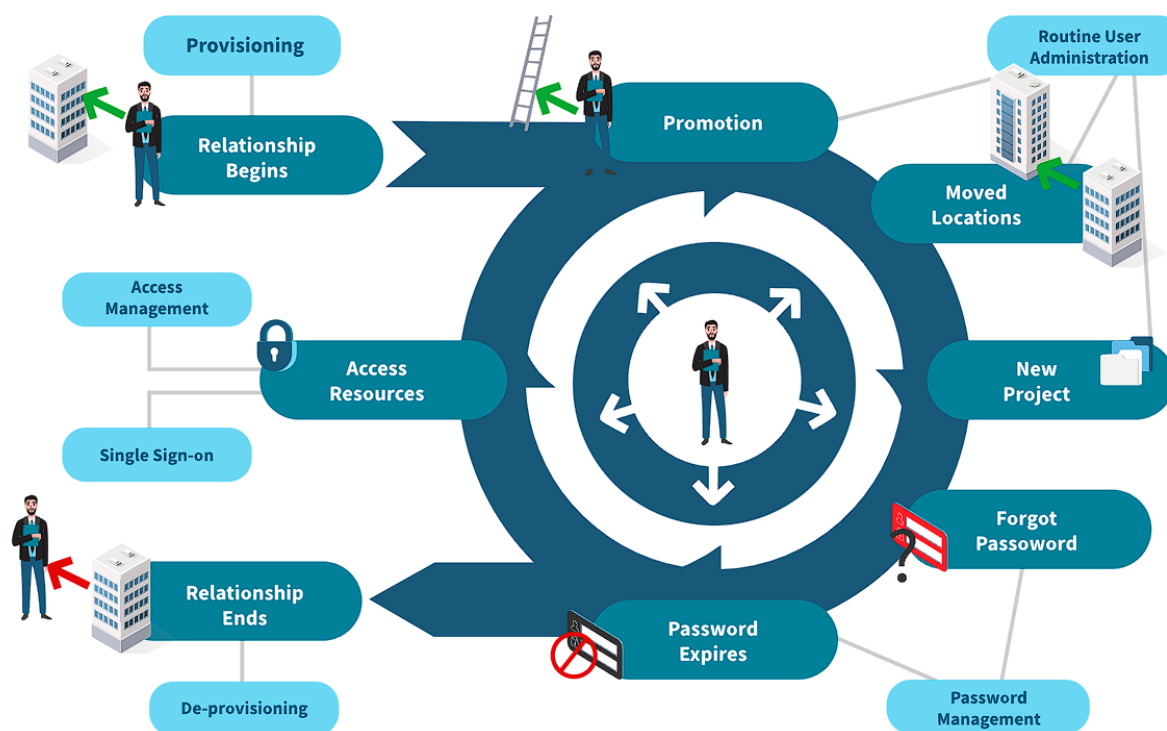 Provisioning
Relationship
Begins
Promotion
Routine User
Administration
Moved
Locations
Access
Management
Access
Resources
Single Sign-on
New
Project
Forgot
Passoword
Relationship
Ends
Password
Expires
De-provisioning
Password
Management